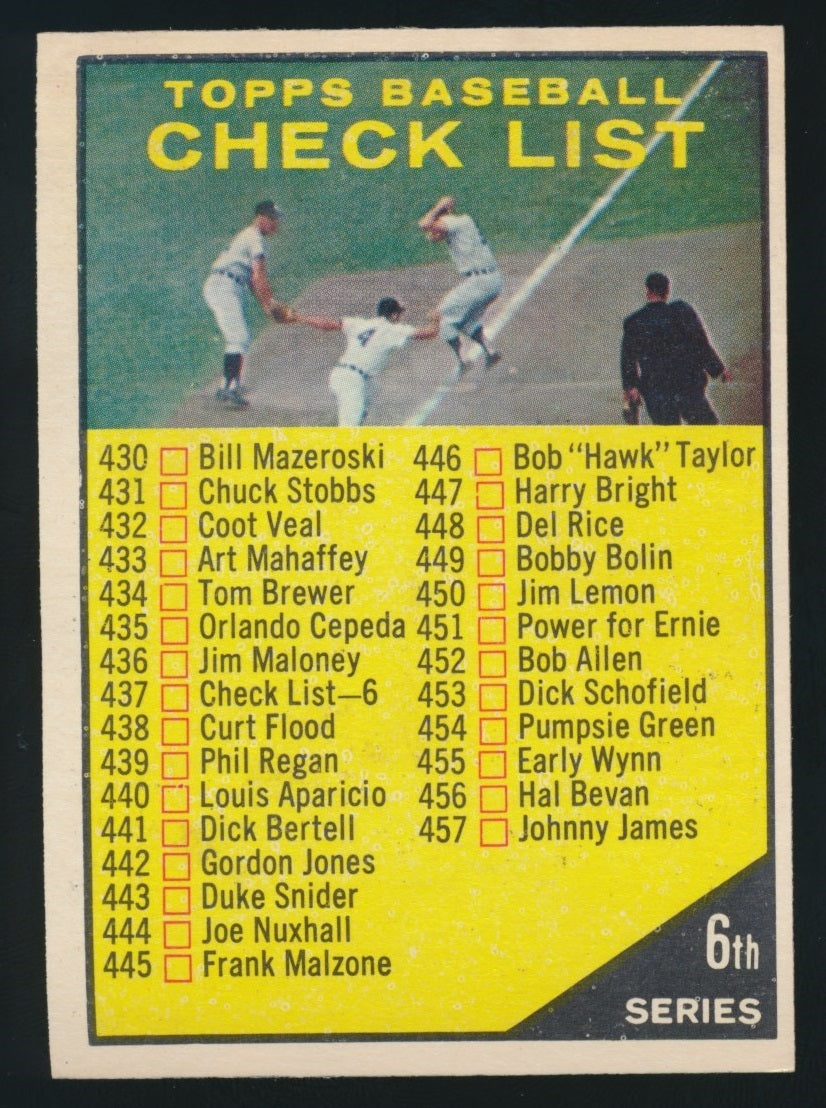 TOPPS BASEBALL
CHECK LIST
4
430 Bill Mazeroski
431 Chuck Stobbs
432 Coot Veal
433 Art Mahaffey
434 Tom Brewer
435 Orlando Cepeda
436 Jim Maloney
437 Check List—6
438 Curt Flood
439 Phil Regan
440 Louis Aparicio
441 Dick Bertell
442 Gordon Jones
443 Duke Snider
444 Joe Nuxhall
445 Frank Malzone
446 Bob “Hawk” Taylor
447 Harry Bright
448 Del Rice
449 Bobby Bolin
450 Jim Lemon
451 Power for Ernie
452 Bob Allen
453 Dick Schofield
454 Pumpsie Green
455 Early Wynn
456 Hal Bevan
457 Johnny James
6th
SERIES